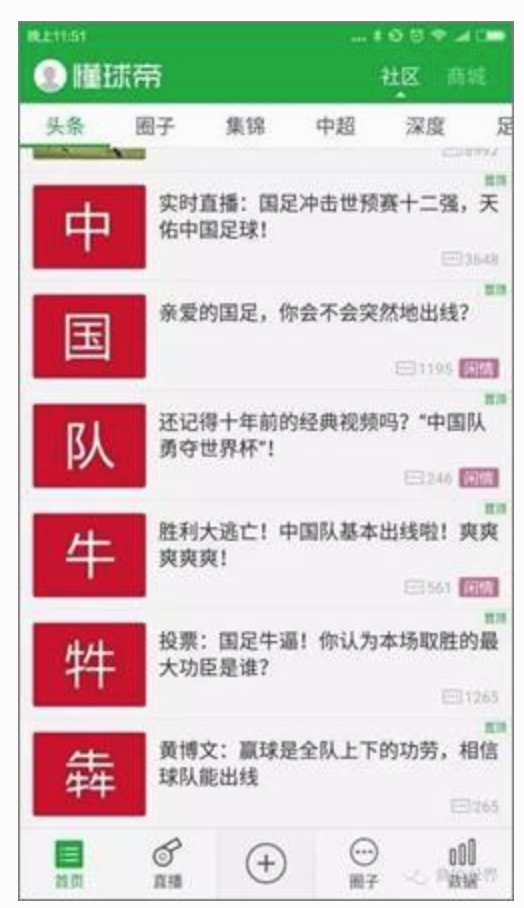 晚上11:51
懂球帝
社区
商城
头条
圈子
集锦
中超
深度
足
8992
置顶
中
实时直播：国足冲击世预赛十二强，天
佑中国足球！
3648
置顶
国
亲爱的国足，你会不会突然地出线？
1195
闲情
置顶
队
还记得十年前的经典视频吗？“中国队
勇夺世界杯”！
246
闲情
置顶
牛
胜利大逃亡！中国队基本出线啦！爽爽
爽爽爽！
561
闲情
置顶
牪
投票：国足牛逼！你认为本场取胜的最
大功臣是谁？
1265
置顶
犇
黄博文：赢球是全队上下的功劳，相信
球队能出线
265
首页
直播
圈子
数据